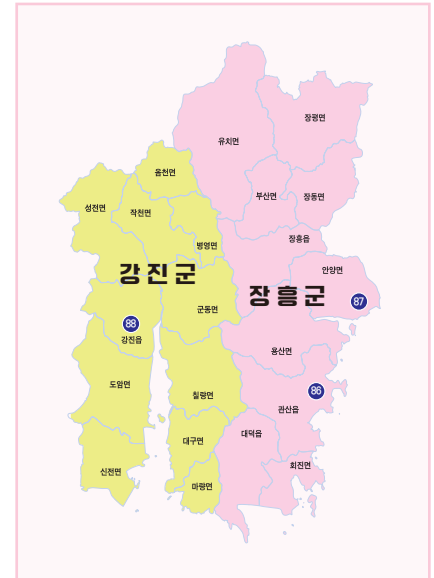 장평면
유치면
옴천면
부산면
장동면
성전면
작천면
병영면
장흥읍
안양면
강진군
장흥군
87
군동면
88
강진읍
용산면
도암면
86
칠량면
관산읍
대구면
대덕읍
회진면
신전면
마량면